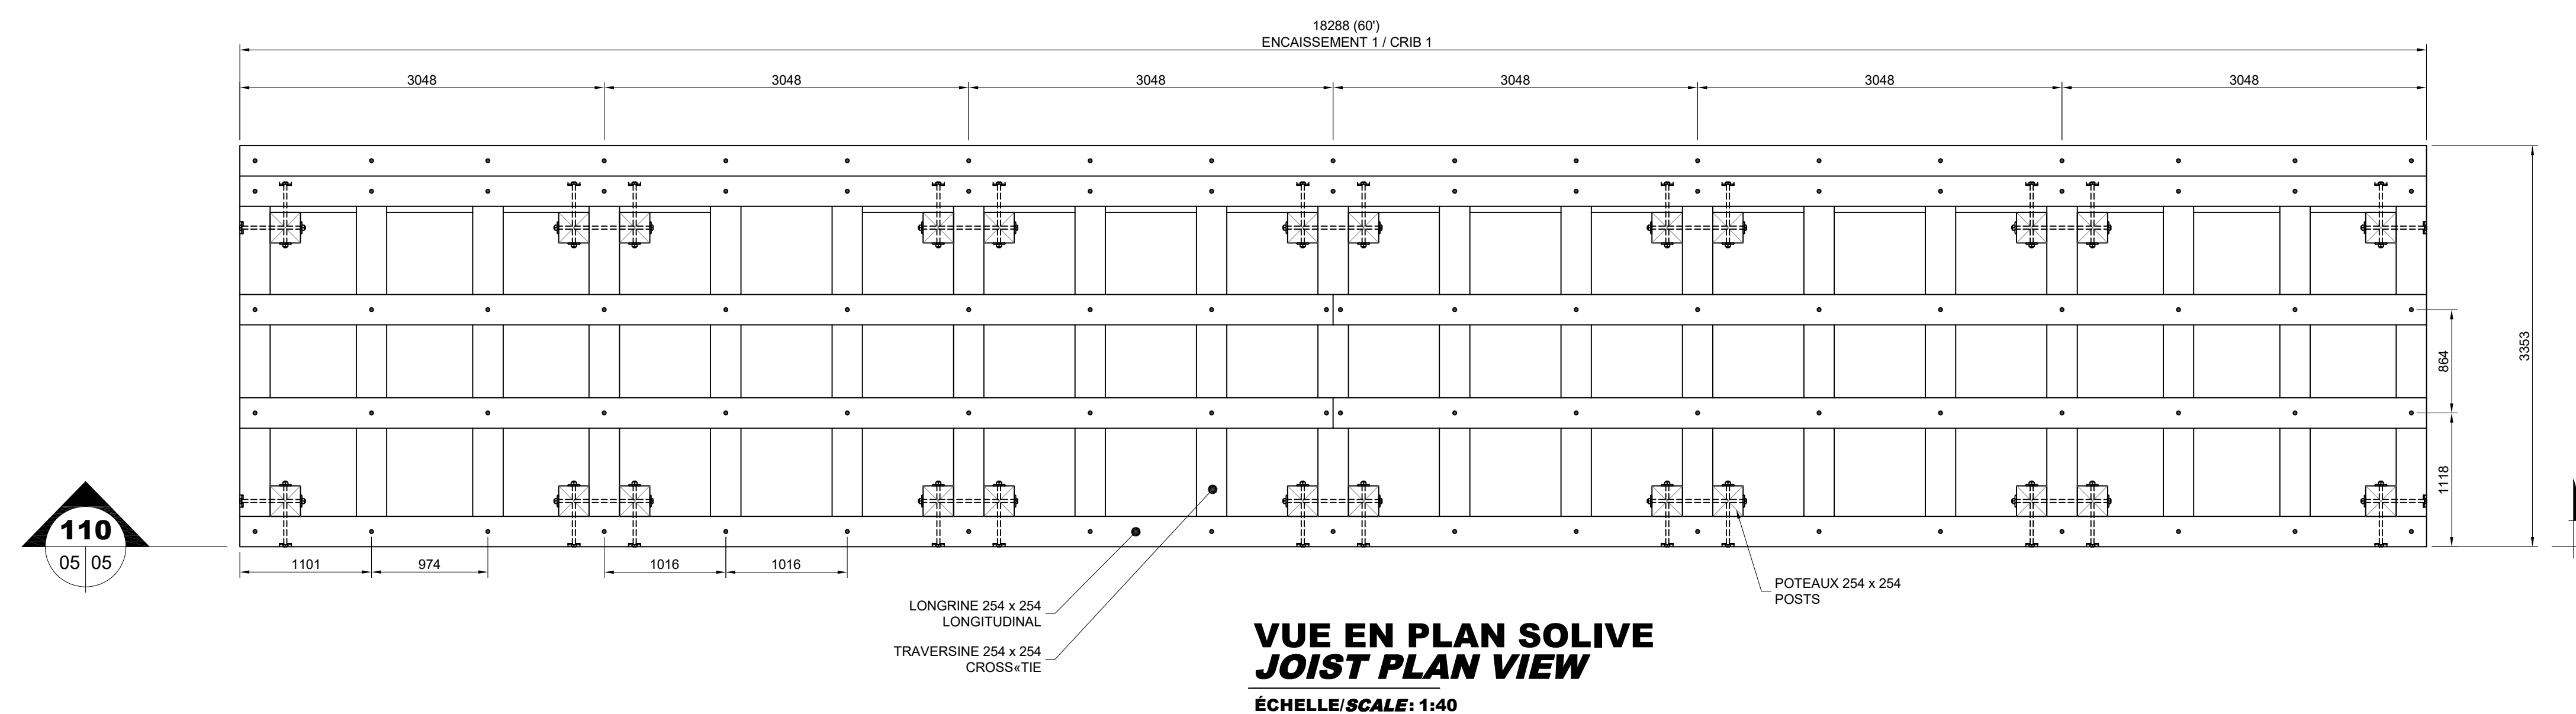 18288 (60')
ENCAISSEMENT 1 / CRIB 1
3048
3048
3048
3048
3048
3048
864
3353
1118
110
05 05
1101
974
1016
1016
LONGRINE 254 x 254
LONGITUDINAL
TRAVERSINE 254 x 254
CROSS«TIE
POTEAUX 254 x 254
POSTS
VUE EN PLAN SOLIVE
JOIST PLAN VIEW
ÉCHELLE/SCALE: 1:40